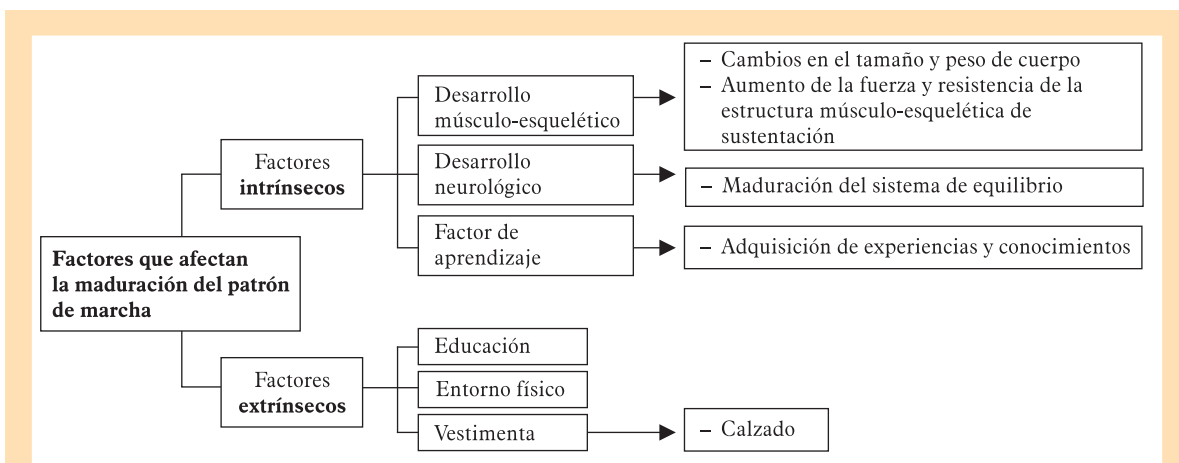 Factores que afectan
la maduración del patrón
de marcha
Factores
intrínsecos
Desarrollo
músculo-esquelético
– Cambios en el tamaño y peso de cuerpo
– Aumento de la fuerza y resistencia de la
estructura músculo-esquelética de
sustentación
Desarrollo
neurológico
– Maduración del sistema de equilibrio
Factor de
aprendizaje
– Adquisición de experiencias y conocimientos
Factores
extrínsecos
Educación
Entorno físico
Vestimenta
– Calzado